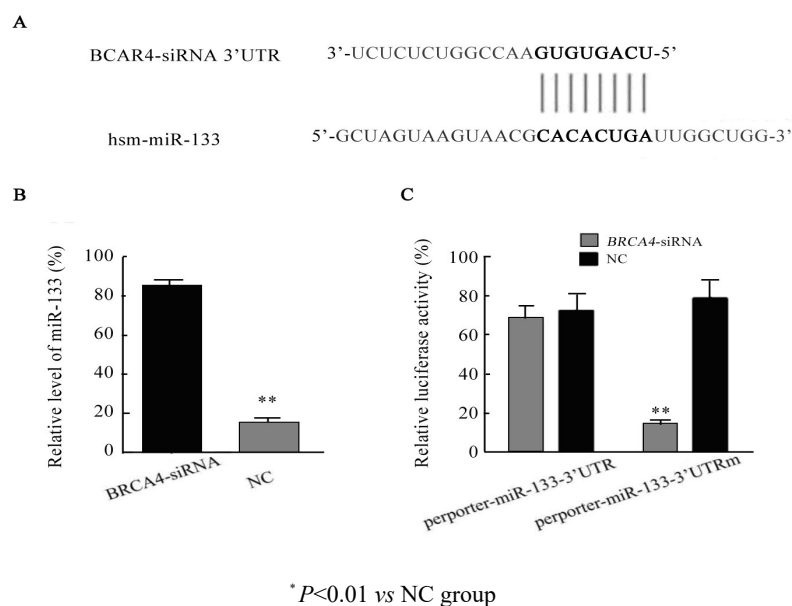 A
BCAR4-siRNA 3’UTR
3’-UCUCUCUGGCCAAGUGUGACU-5’
hsm-miR-133
5’-GCUAGUAAGUAACGCACACUGAUUGGCUGG-3’
B
Relative level of miR-133 (%)
100
80
60
40
20
0
**
BRCA4-siRNA
NC
C
Relative luciferase activity (%)
100
80
60
40
20
0
BRCA4-siRNA
NC
**
perporter-miR-133-3’UTR
perporter-miR-133-3’UTRm
*P<0.01 vs NC group